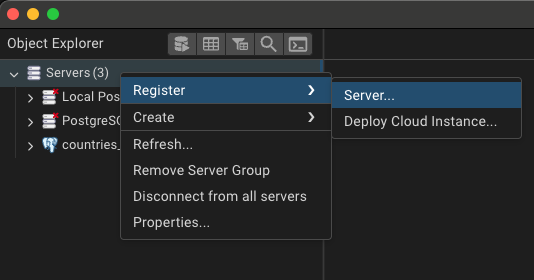 Object Explorer
Servers (3)
Local Pos
PostgreSQ
countries_
Register
Create
Refresh...
Remove Server Group
Disconnect from all servers
Properties...
Server...
Deploy Cloud Instance...